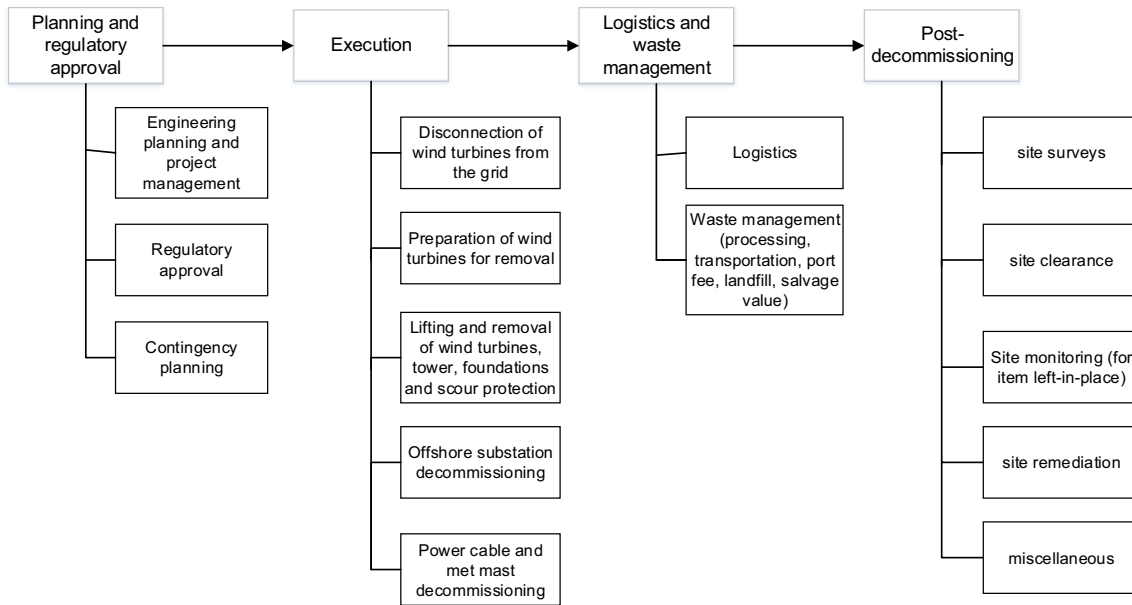 Planning and
regulatory
approval
Engineering
planning and
project
management
Regulatory
approval
Contingency
planning
Execution
Disconnection of
wind turbines from
the grid
Preparation of wind
turbines for removal
Lifting and removal
of wind turbines,
tower, foundations
and scour protection
Offshore substation
decommissioning
Power cable and
met mast
decommissioning
Logistics and
waste
management
Logistics
Waste management
(processing,
transportation, port
fee, landfill, salvage
value)
Post-
decommissioning
site surveys
site clearance
Site monitoring (for
item left-in-place)
site remediation
miscellaneous